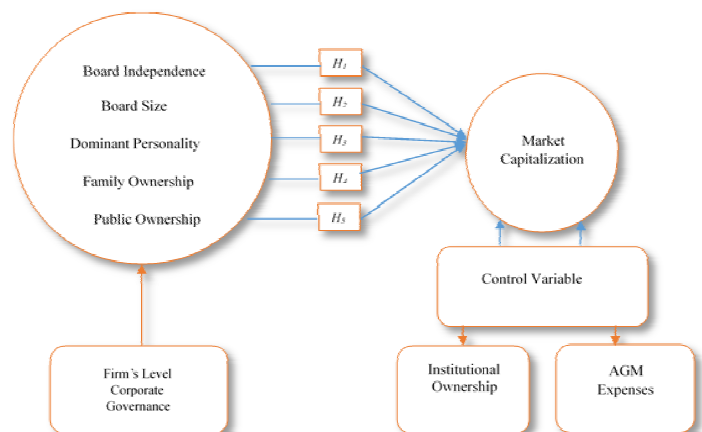 Board Independence
H1
Board Size
H2
Dominant Personality
H3
Family Ownership
H4
Public Ownership
H5
Market
Capitalization
Control Variable
Firm's Level
Corporate
Governance
Institutional
Ownership
AGM
Expenses